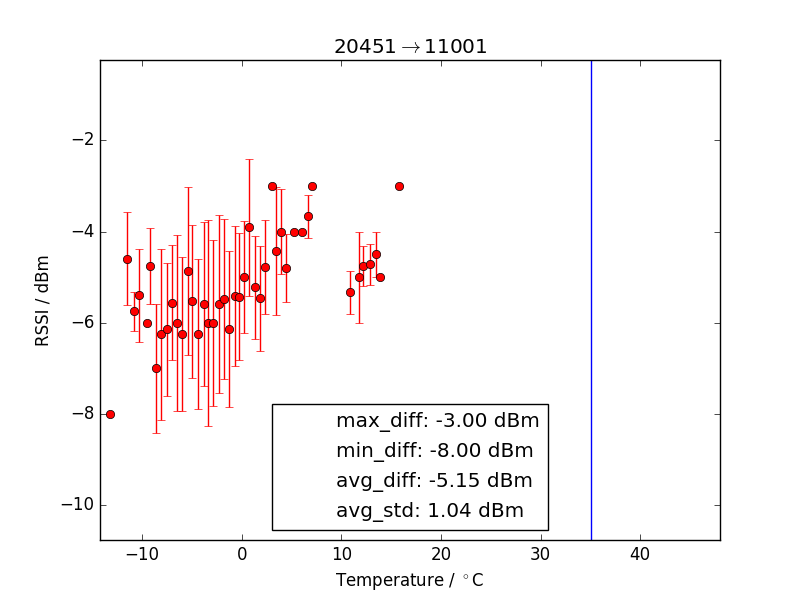 20451→11001
−2
−4
−6
−8
−10
RSSI / dBm
max_diff: -3.00 dBm
min_diff: -8.00 dBm
avg_diff: -5.15 dBm
avg_std: 1.04 dBm
−10 0 10 20 30 40
Temperature / °C